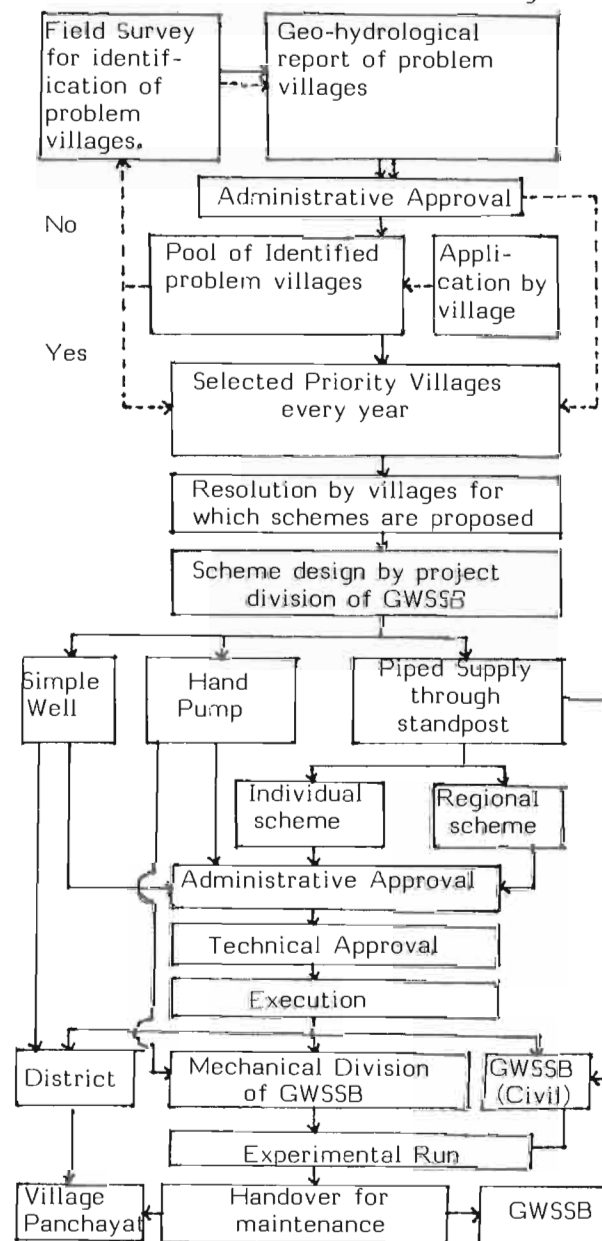 Field Survey
for identif-
ication of
problem
villages.
Geo-hydrological
report of problem
villages
Administrative Approval
No
Pool of Identified
problem villages
Appli-
cation by
village
Yes
Selected Priority Villages
every year
Resolution by villages for
which schemes are proposed
Scheme design by project
division of GWSSB
Simple
Well
Hand
Pump
Piped Supply
through
standpost
Individual
scheme
Regional
scheme
Administrative Approval
Technical Approval
Execution
District
Mechanical Division
of GWSSB
GWSSB
(Civil)
Experimental Run
Village
Panchayat
Handover for
maintenance
GWSSB